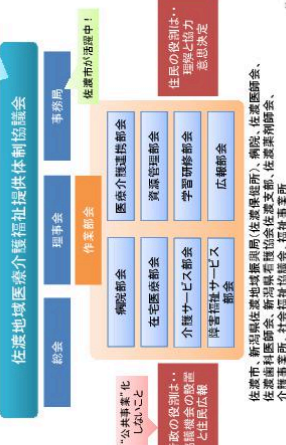 佐渡地域医療介護福祉提供体制協議会
総会
理事会
事務局
佐渡市が活躍中！
作業部会
病院部会
医療介護連携部会
在宅医療部会
資源管理部会
介護サービス部会
学習研修部会
障害福祉サービス
部会
広報部会
"公共事業"化
しないこと
政の役割は‥
議機会の設置
と住民広報
住民の役割は‥
理解と協力
意思決定
佐渡市、新潟県佐渡地域振興局(佐渡保健所)、病院、佐渡医師会、
佐渡歯科医師会、新潟県看護協会佐渡支部、佐渡薬剤師会、
介護事業所、社会福祉協議会、福祉事業所